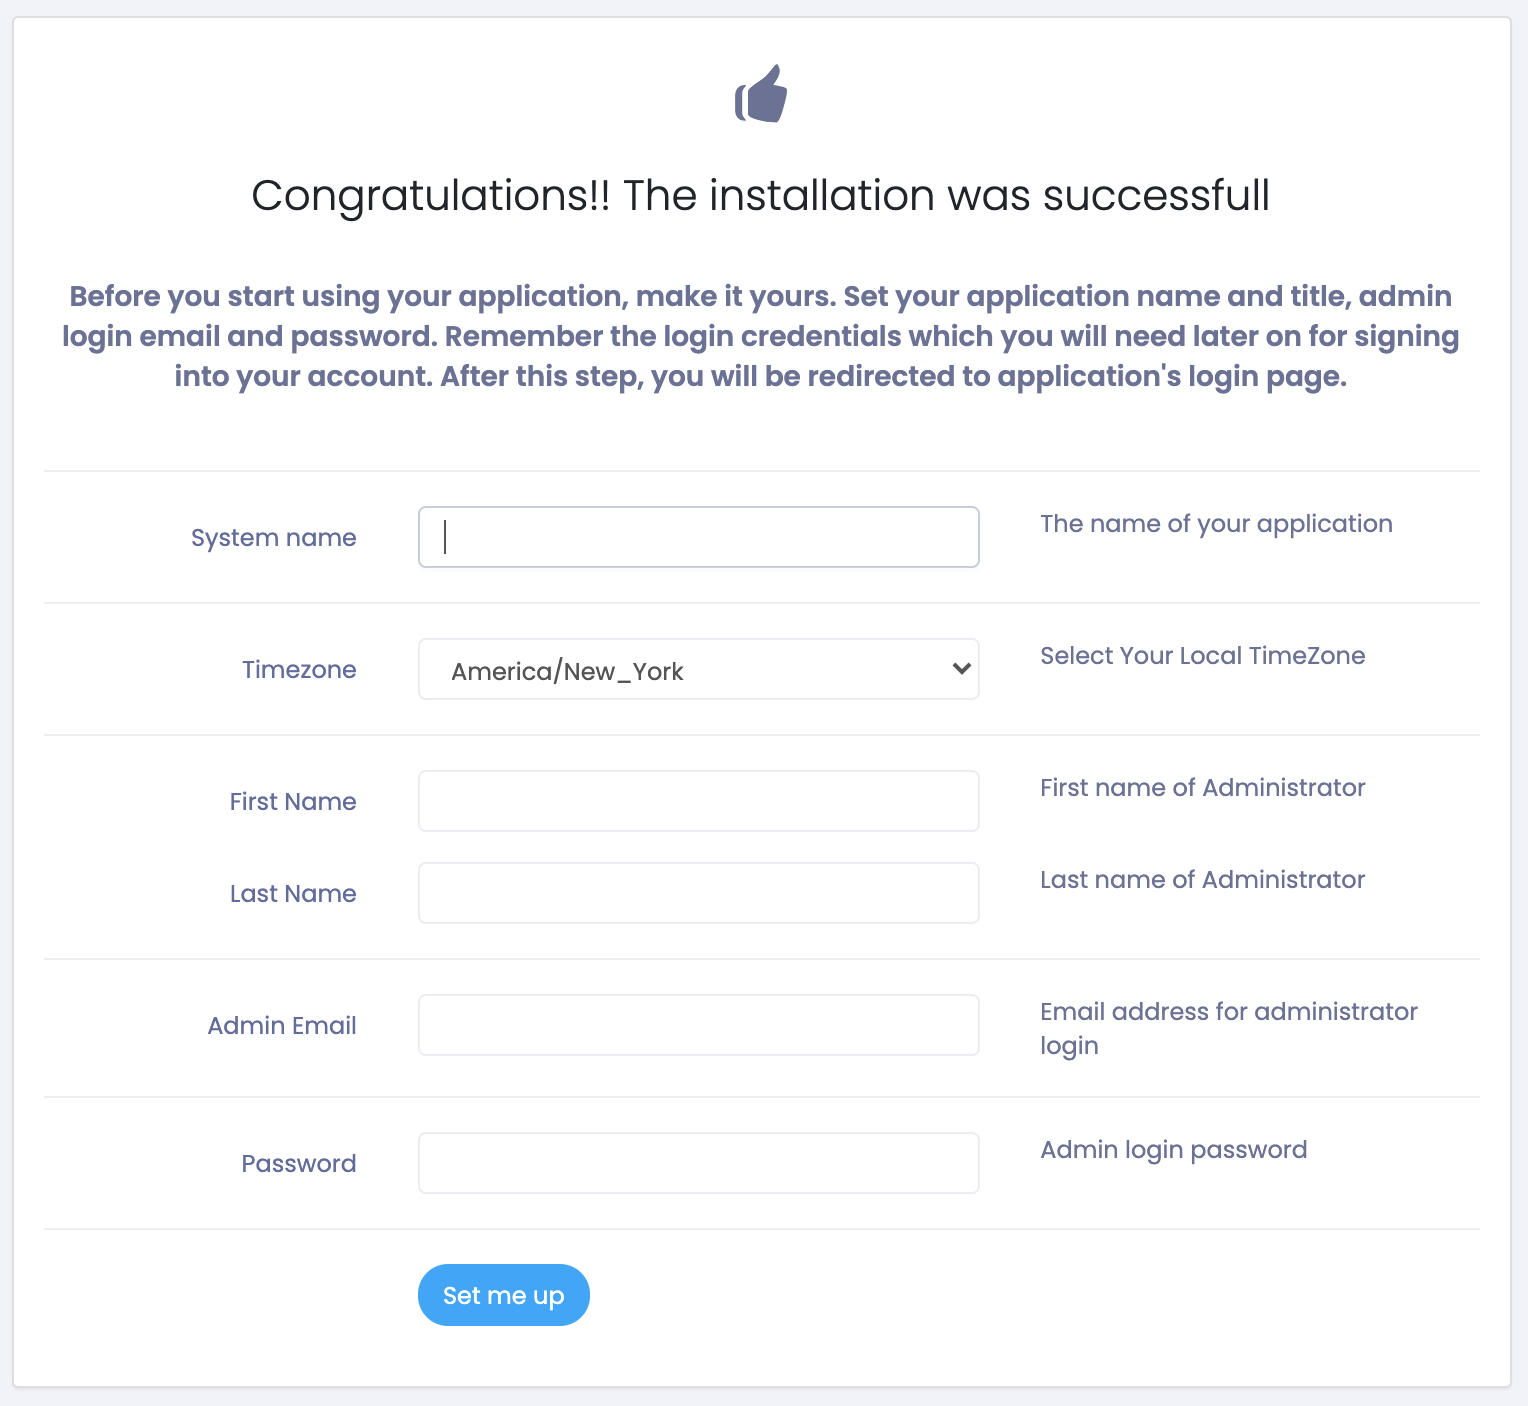 Congratulations!! The installation was successfull
Before you start using your application, make it yours. Set your application name and title, admin
login email and password. Remember the login credentials which you will need later on for signing
into your account. After this step, you will be redirected to application's login page.
System name
The name of your application
Timezone
America/New_York
Select Your Local TimeZone
First Name
First name of Administrator
Last Name
Last name of Administrator
Admin Email
Email address for administrator
login
Password
Admin login password
Set me up